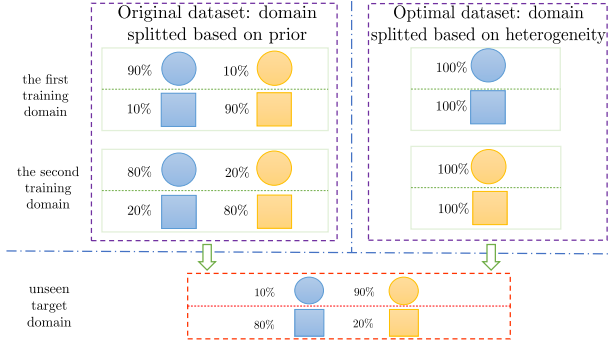 Original dataset: domain
splitted based on prior
Optimal dataset: domain
splitted based on heterogeneity
the first
training
domain
90% 10%
10% 90%
100%
100%
the second
training
domain
80% 20%
20% 80%
100%
100%
unseen
target
domain
10% 90%
80% 20%